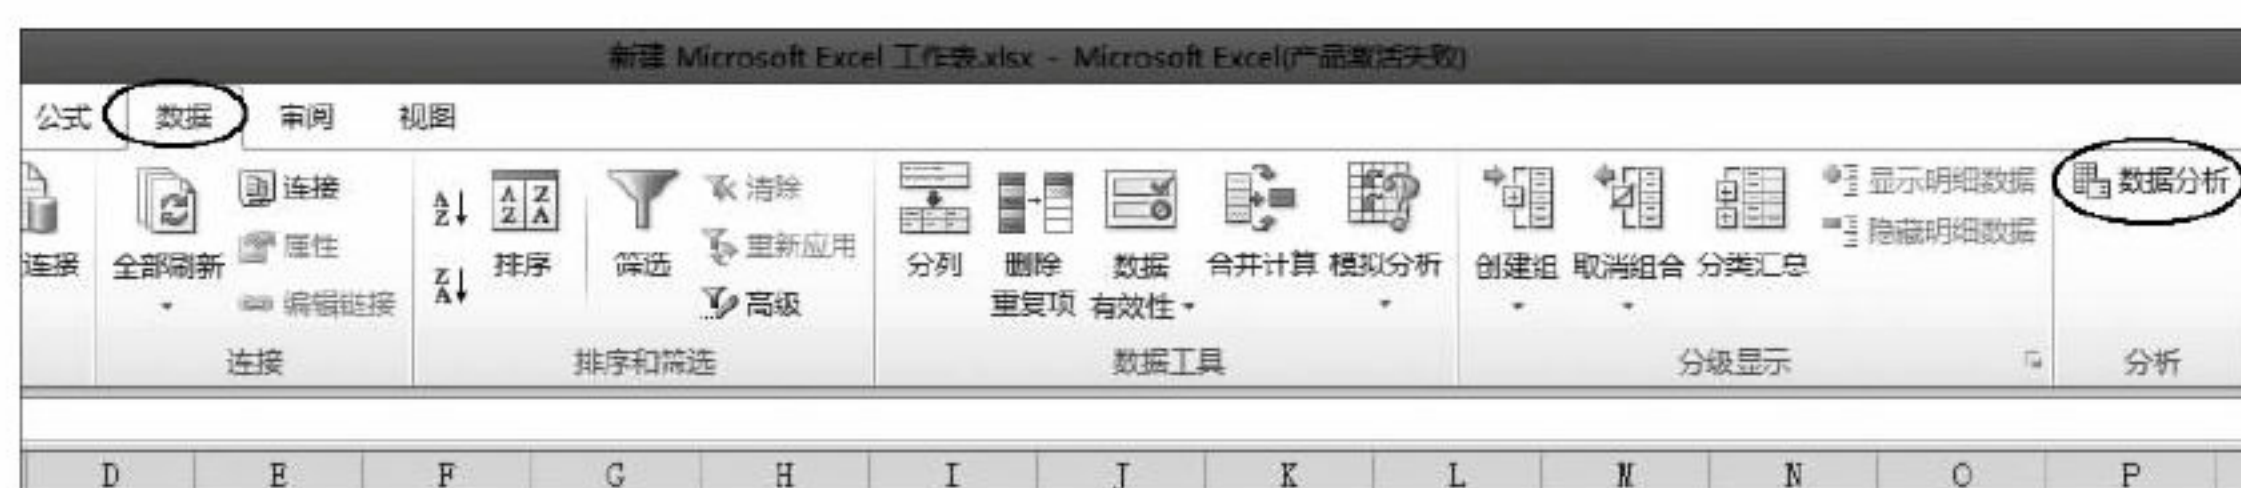 新建 Microsoft Excel 工作表.xlsx - Microsoft Excel(产品激活失败)
公式 数据 审阅 视图
连接 显示明细数据 数据分析
清除
属性 重新应用 隐藏明细数据
连接 全部刷新 排序 筛选 分列 删除 数据 合并计算 模拟分析 创建组 取消组合 分类汇总
编辑链接 高级 重复项 有效性
连接 排序和筛选 数据工具 分级显示 分析
D E F G H I J K L M N O P